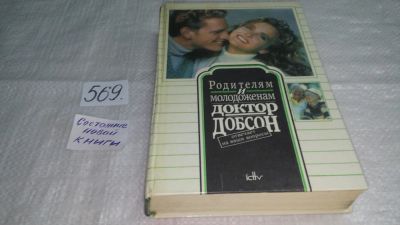 569.
Состояние
новой
книги
Родителям
и
молодоженам
ДОКТОР
ДОБСОН
отвечает
на ваши вопросы